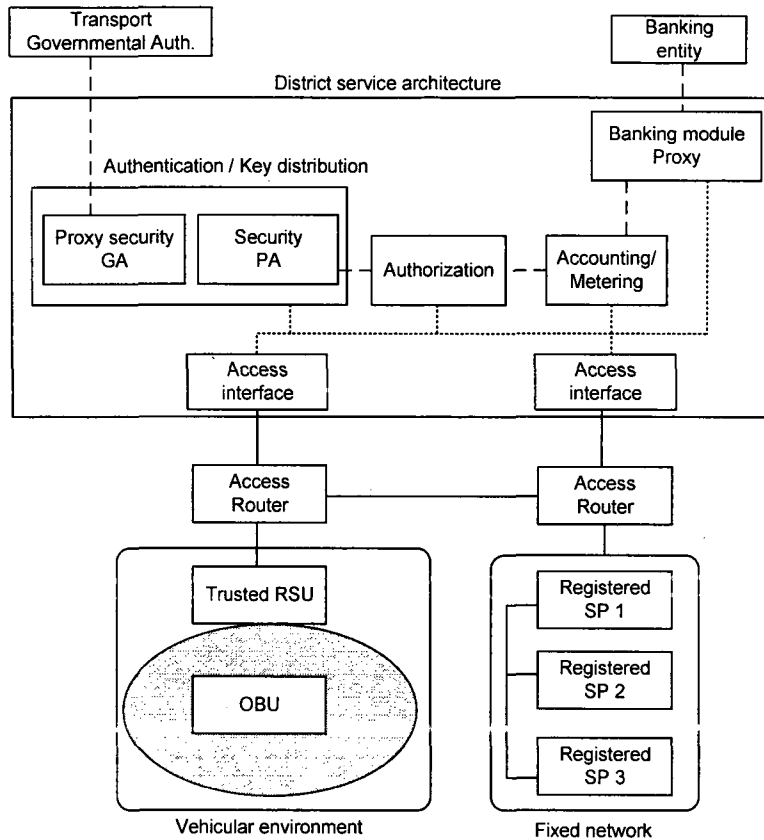 Transport
Governmental Auth.
Banking
entity
District service architecture
Banking module
Proxy
Authentication / Key distribution
Proxy security
GA
Security
PA
Authorization
Accounting/
Metering
Access
interface
Access
interface
Access
Router
Access
Router
Trusted RSU
OBU
Registered
SP 1
Registered
SP 2
Registered
SP 3
Vehicular environment
Fixed network